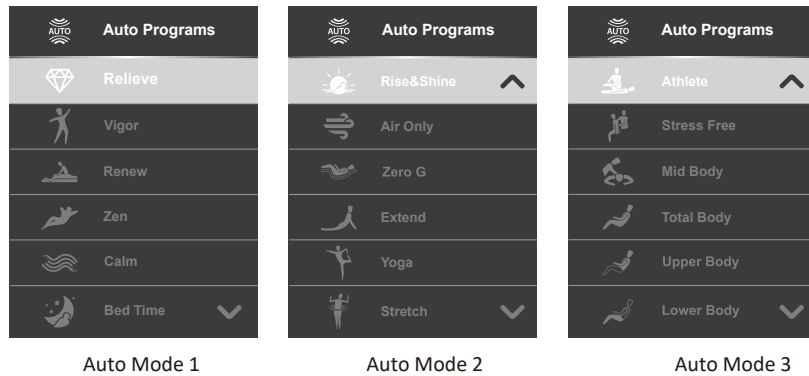 AUTO Auto Programs
Relieve
Vigor
Renew
Zen
Calm
Bed Time
Auto Mode 1
AUTO Auto Programs
Rise&Shine
Air Only
Zero G
Extend
Yoga
Stretch
Auto Mode 2
AUTO Auto Programs
Athlete
Stress Free
Mid Body
Total Body
Upper Body
Lower Body
Auto Mode 3